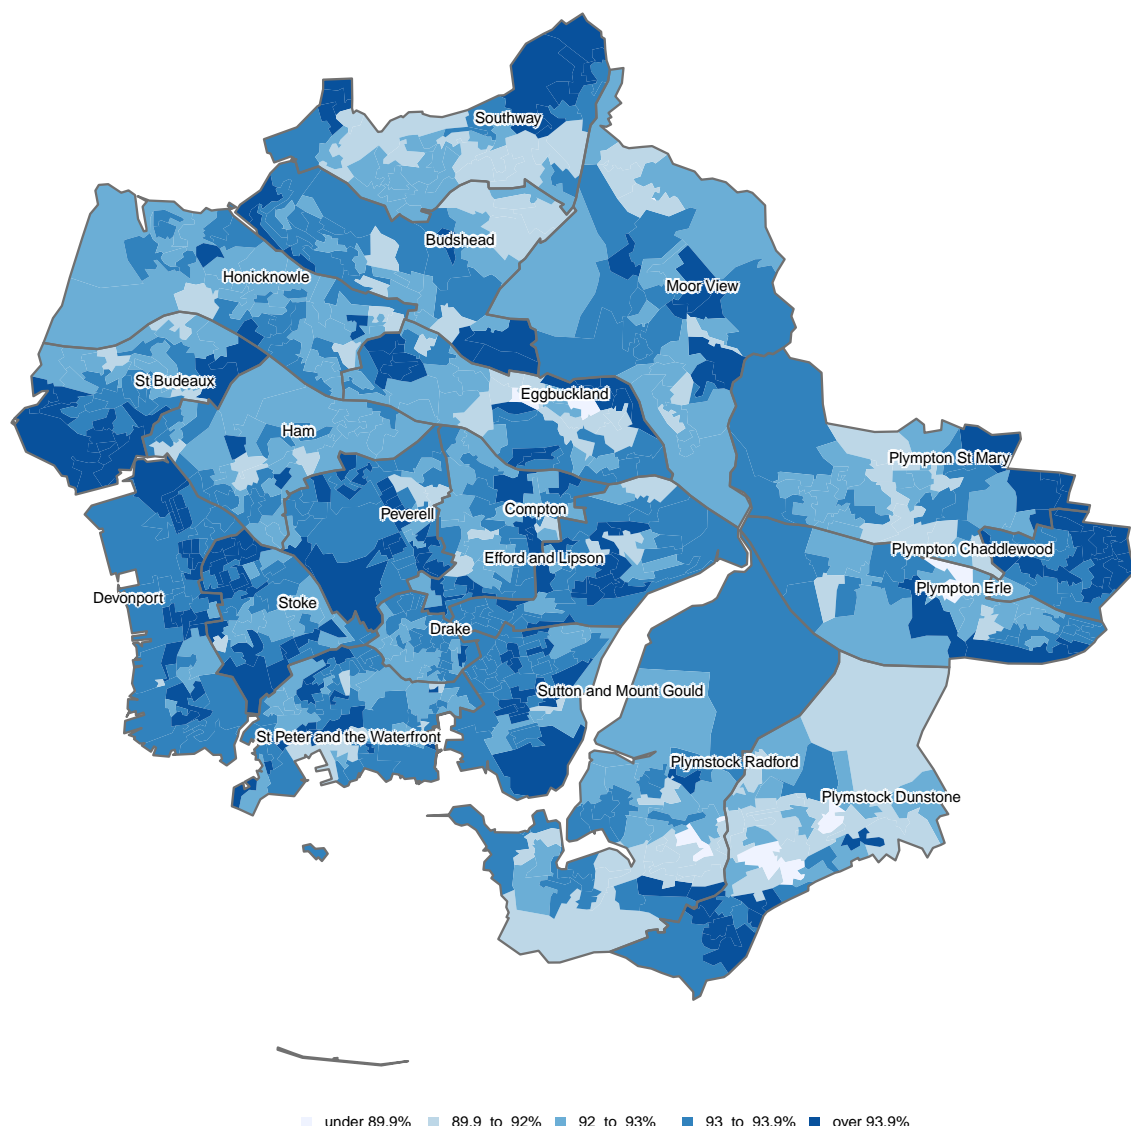 Southway
Budshead
Honicknowle
Moor View
St Budeaux
Eggbuckland
Ham
Plympton St Mary
Compton
Peverell
Plympton Chaddlewood
Efford and Lipson
Plympton Erle
Devonport
Stoke
Drake
Sutton and Mount Gould
St Peter and the Waterfront
Plymstock Radford
Plymstock Dunstone
under 89.9% 89.9 to 92% 92 to 93% 93 to 93.9% over 93.9%